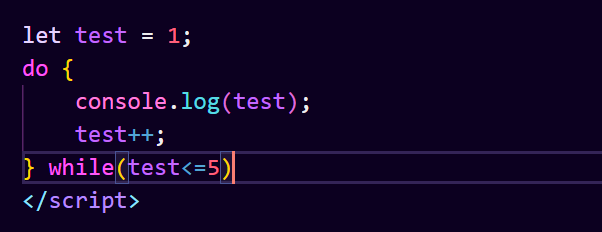 let test = 1;
do {
    console.log(test);
    test++;
} while(test<=5)
</script>